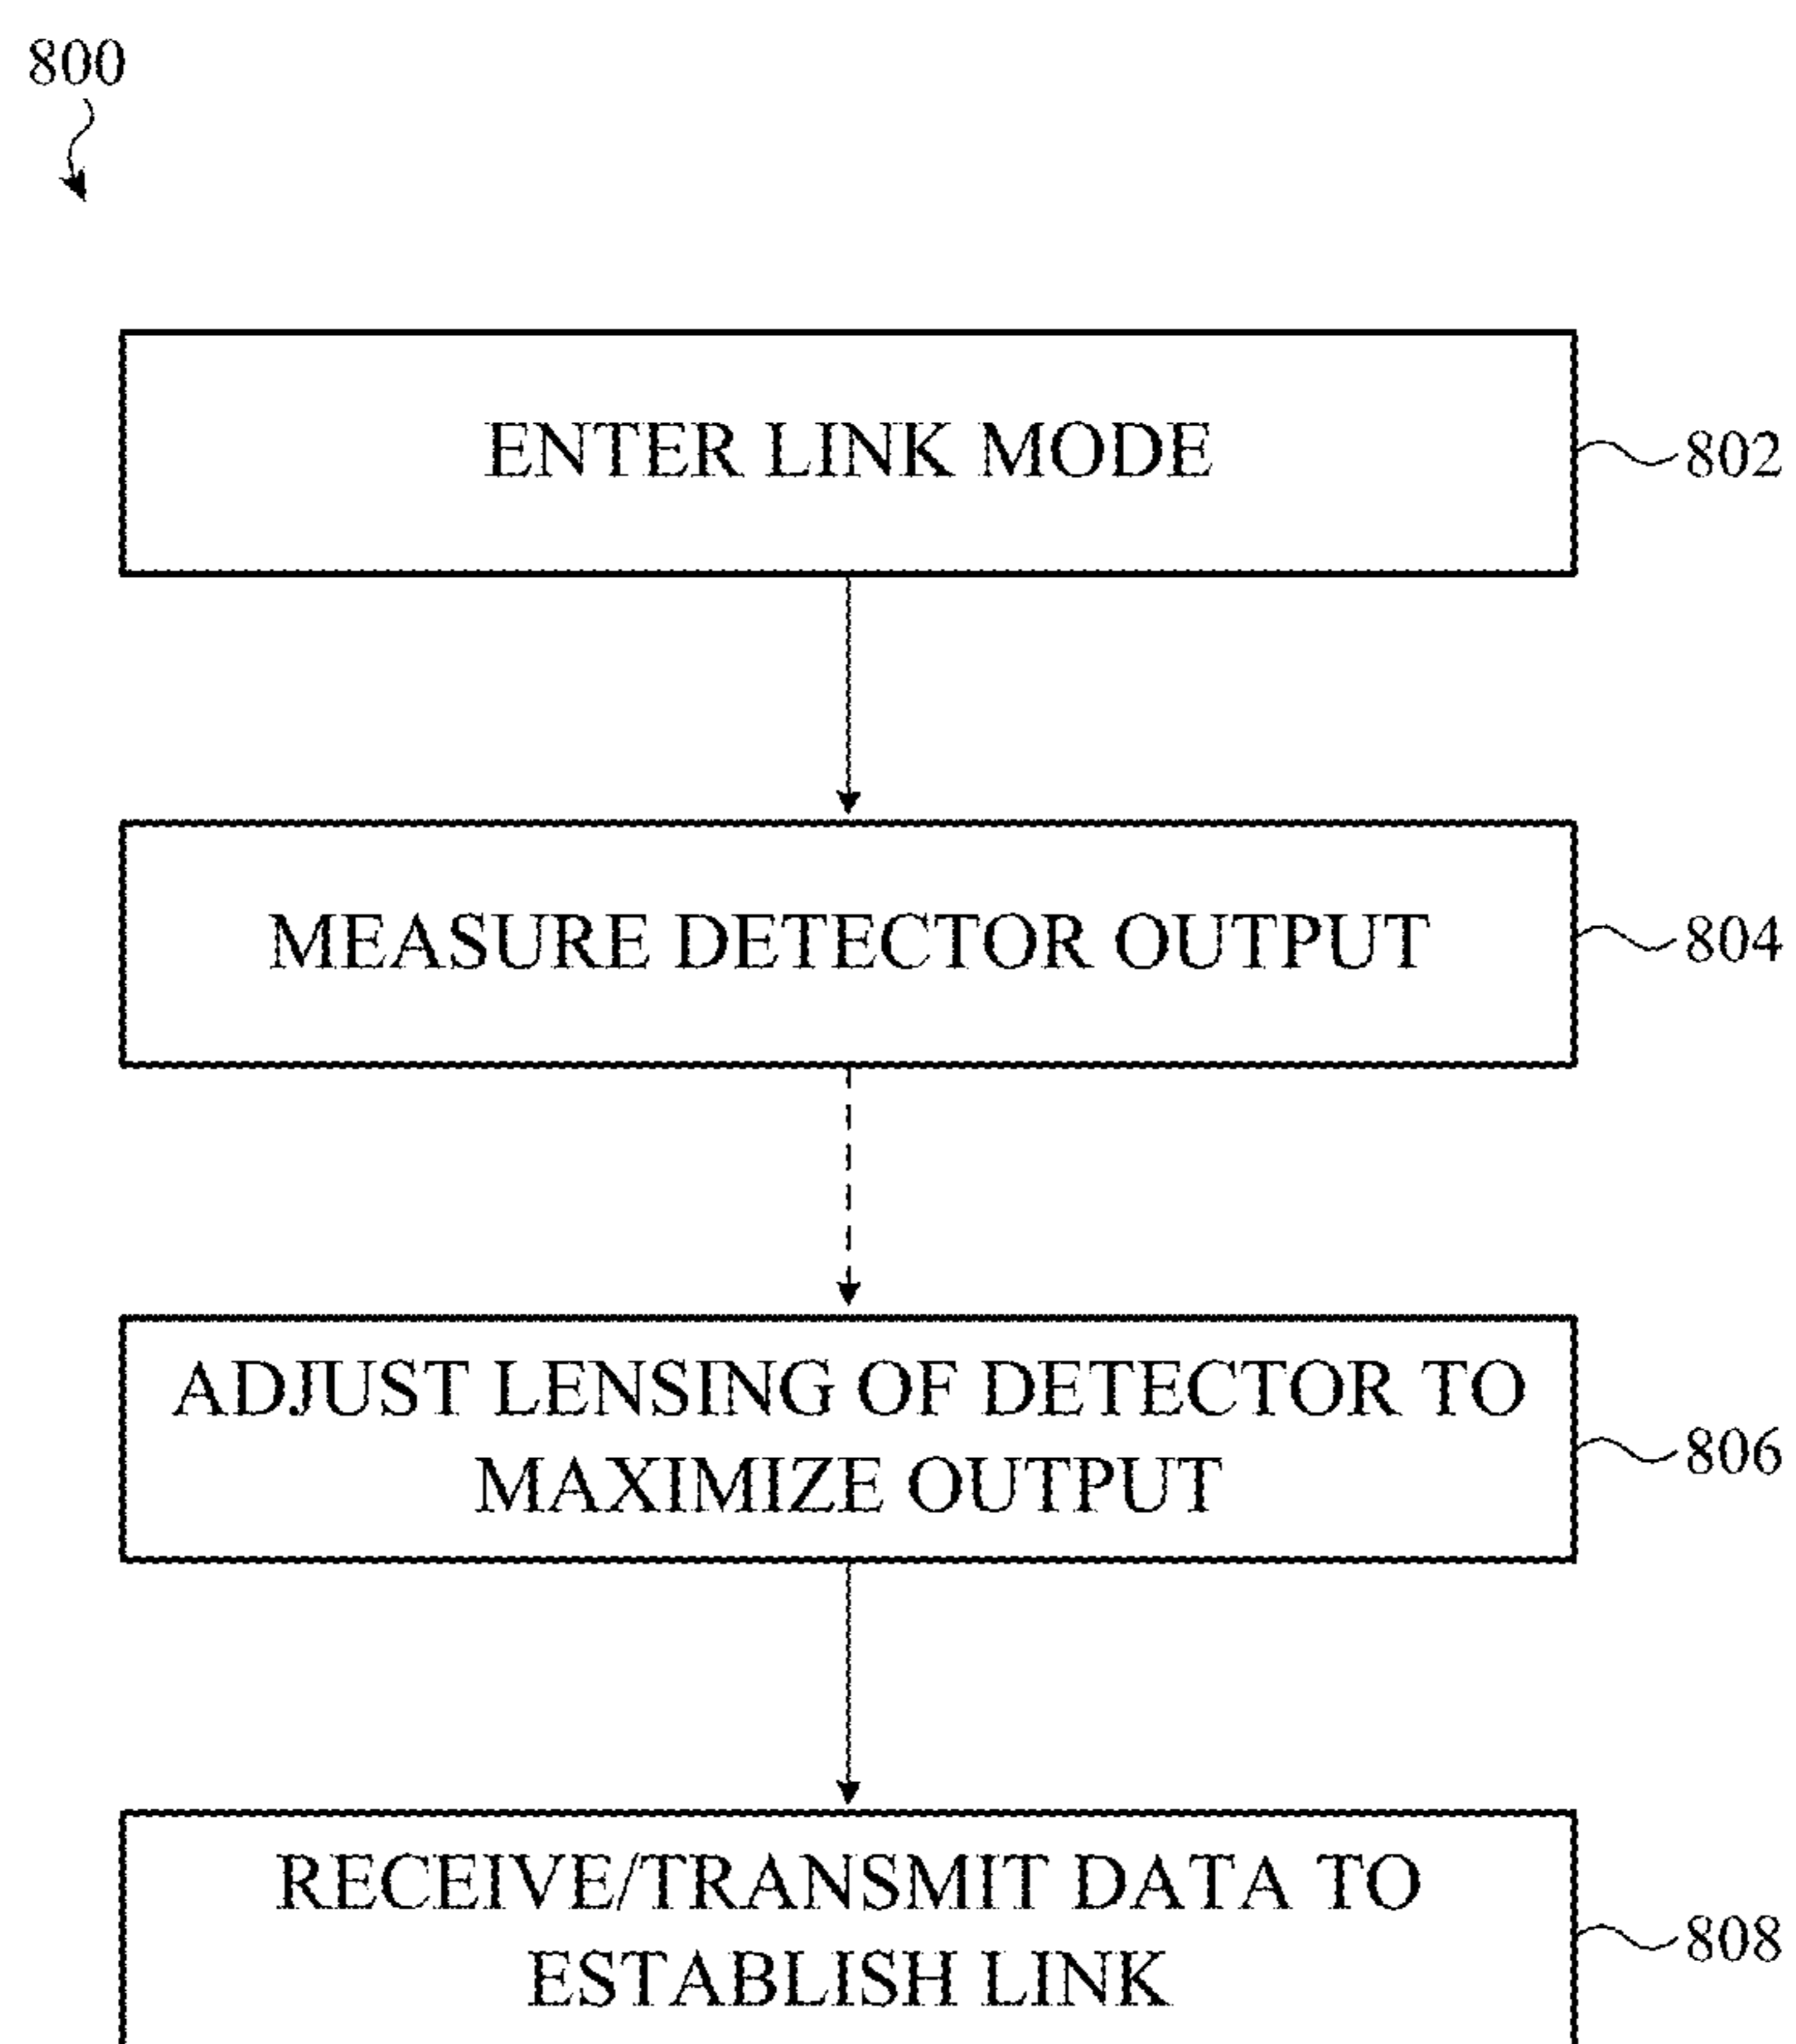 800
ENTER LINK MODE
802
MEASURE DETECTOR OUTPUT
804
ADJUST LENSING OF DETECTOR TO
MAXIMIZE OUTPUT
806
RECEIVE/TRANSMIT DATA TO
ESTABLISH LINK
808